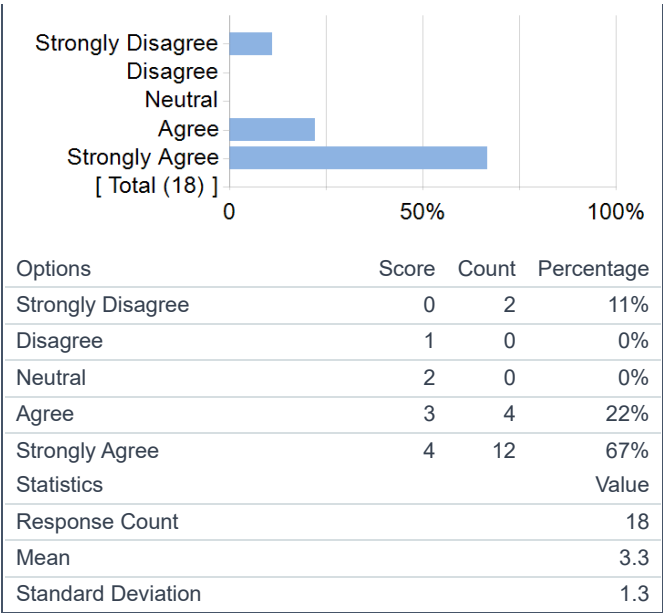 Strongly Disagree
Disagree
Neutral
Agree
Strongly Agree
[ Total (18) ]
0 50% 100%
Options Score Count Percentage
Strongly Disagree 0 2 11%
Disagree 1 0 0%
Neutral 2 0 0%
Agree 3 4 22%
Strongly Agree 4 12 67%
Statistics Value
Response Count 18
Mean 3.3
Standard Deviation 1.3